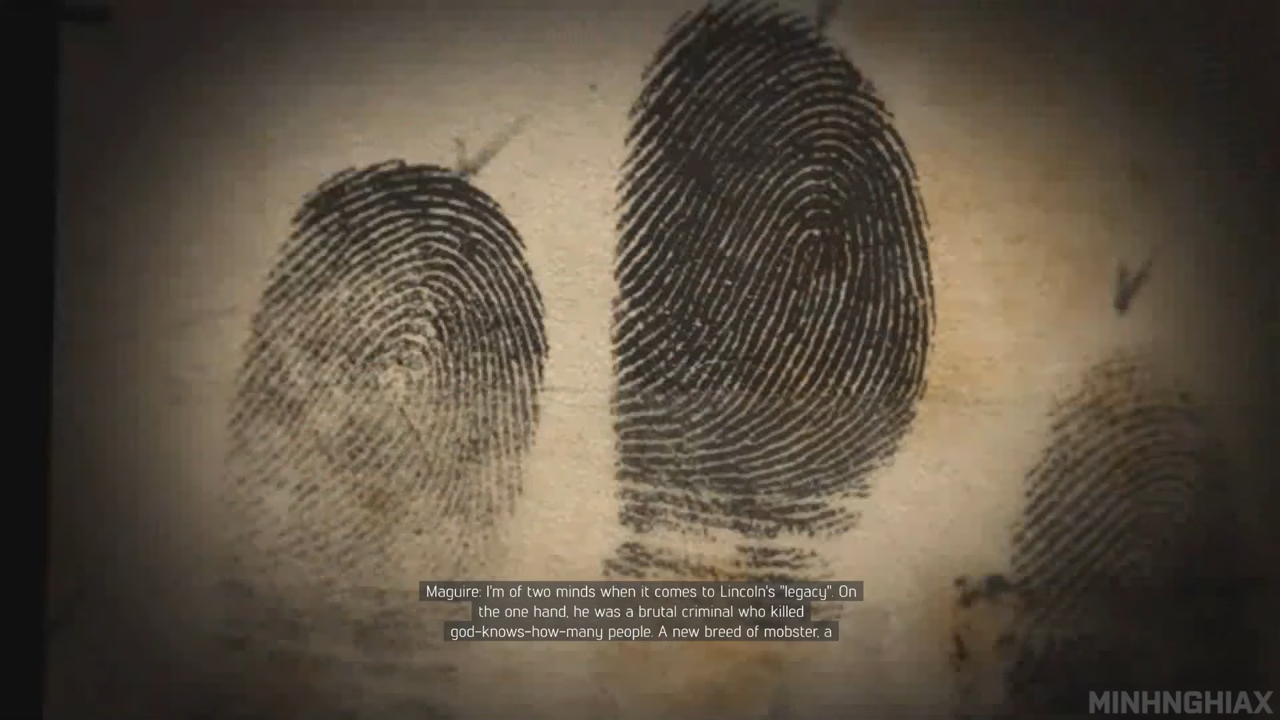 Maguire: I'm of two minds when it comes to Lincoln's "legacy". On
the one hand, he was a brutal criminal who killed
god-knows-how-many people. A new breed of mobster, a
MINHNGHIAX